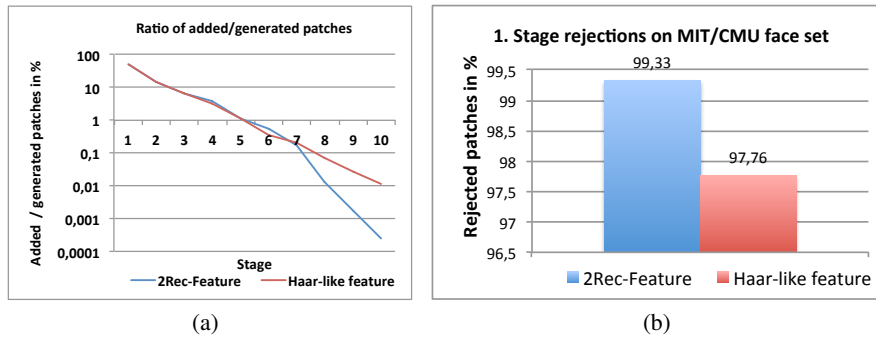 Ratio of added/generated patches
Added / generated patches in %
100
10
1
0,1
0,01
0,001
0,0001
1 2 3 4 5 6 7 8 9 10
Stage
2Rec-Feature Haar-like feature
(a)
1. Stage rejections on MIT/CMU face set
Rejected patches in %
99,5
99
98,5
98
97,5
97
96,5
99,33
97,76
2Rec-Feature Haar-like feature
(b)